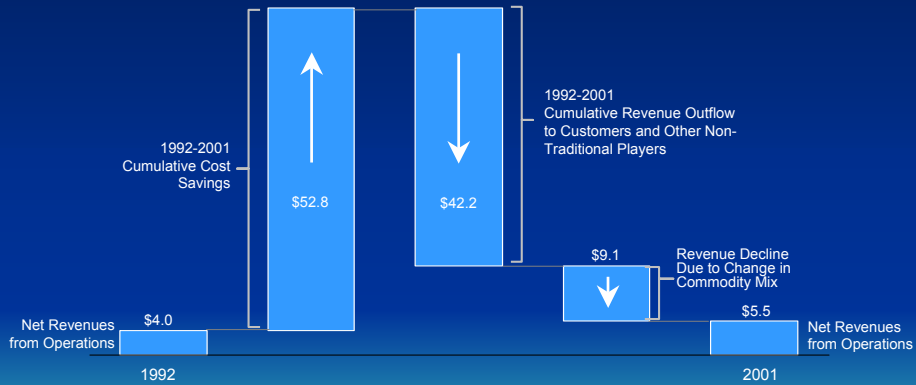 1992-2001
Cumulative Cost
Savings
$52.8
$42.2
1992-2001
Cumulative Revenue Outflow
to Customers and Other Non-
Traditional Players
$9.1
Revenue Decline
Due to Change in
Commodity Mix
Net Revenues
from Operations
$4.0
$5.5
Net Revenues
from Operations
1992
2001